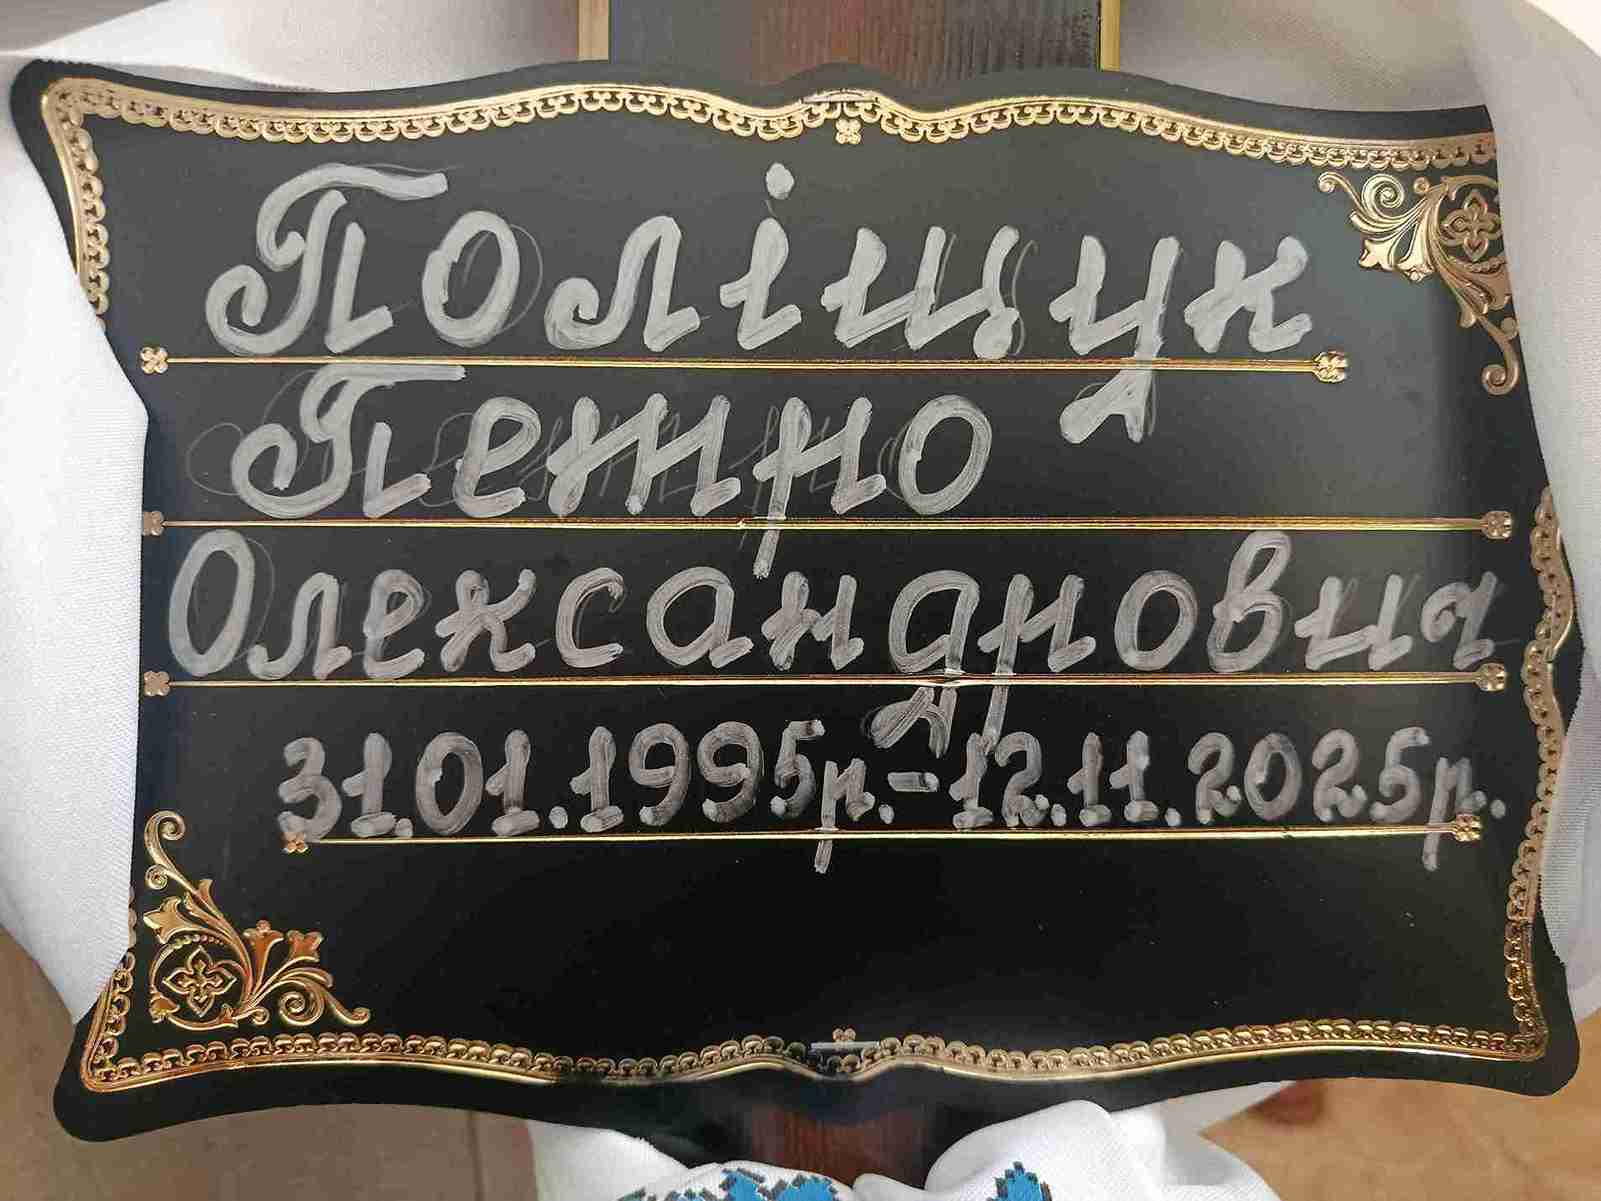 Поліщук
Петро
Олександрович
31.01.1995р.-12.11.2025р.